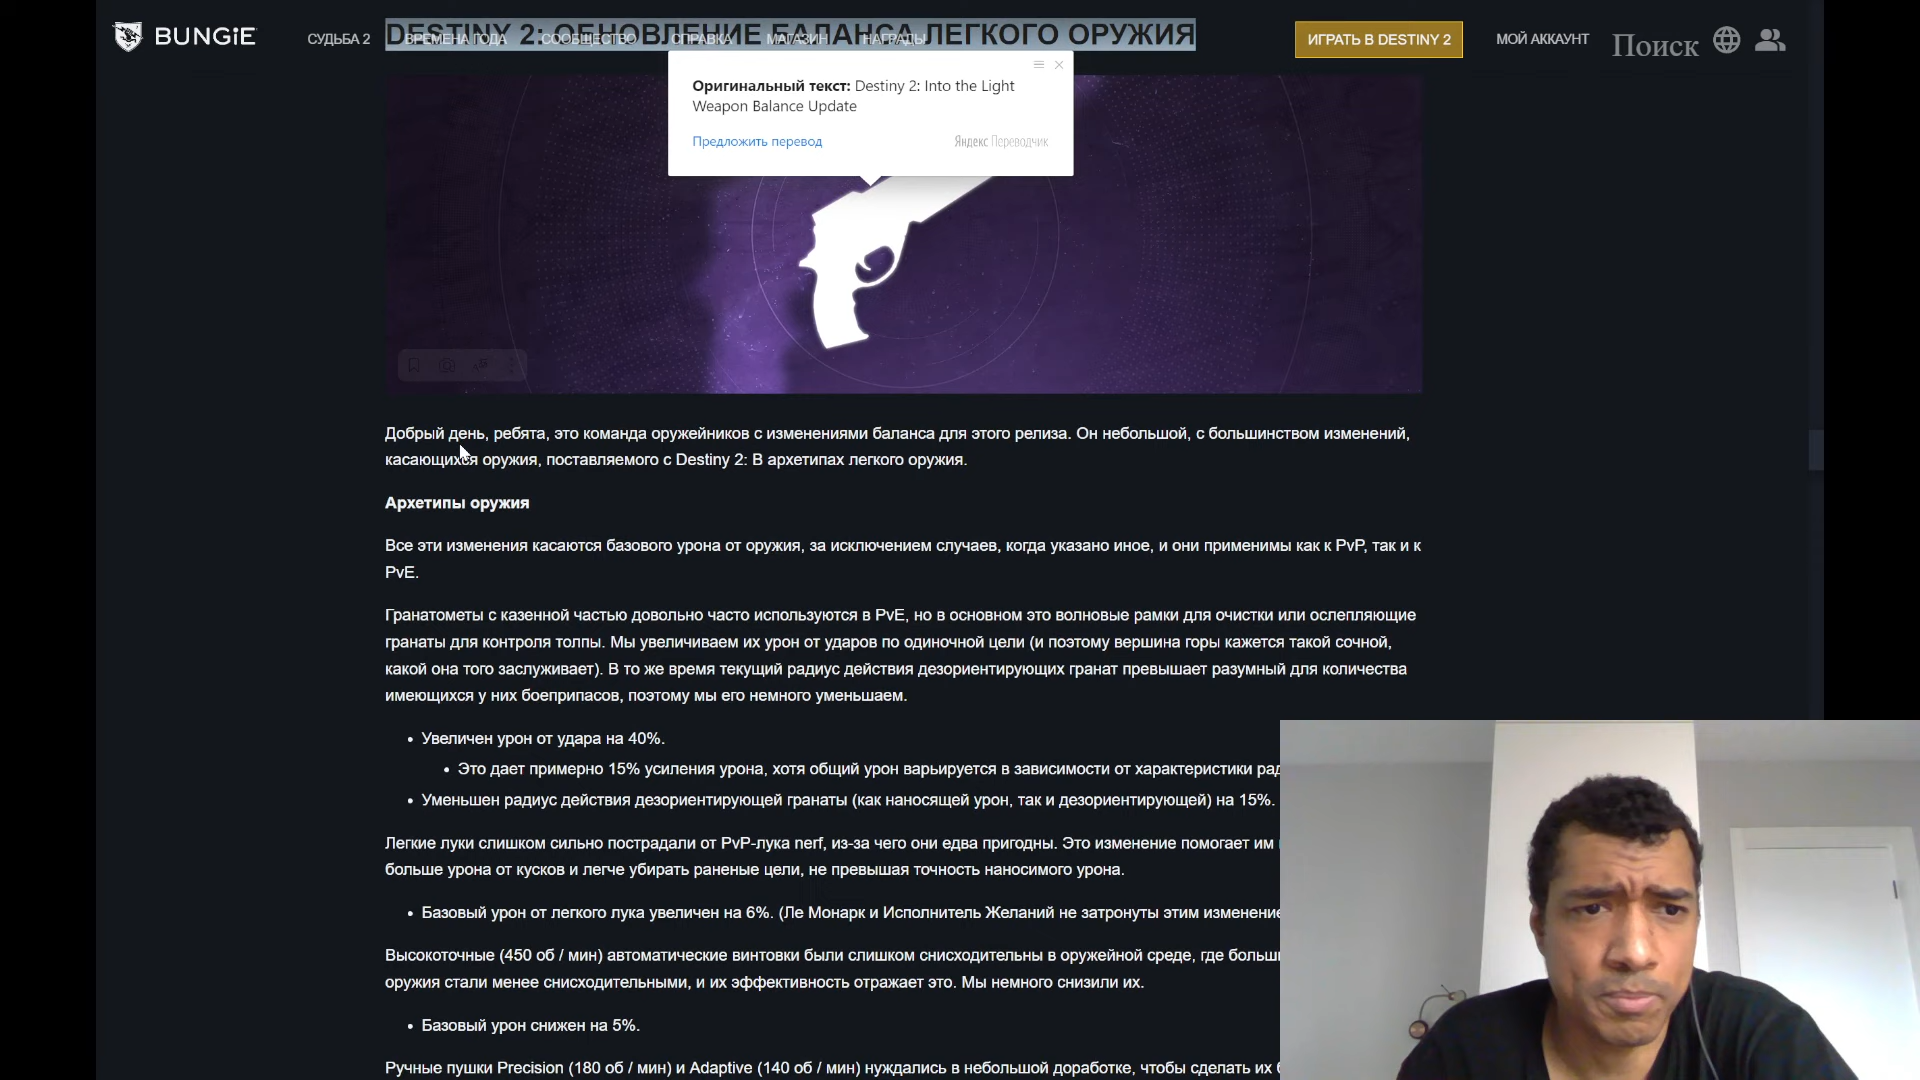 BUNGiE
СУДЬБА 2
ВРЕМЕНА ГОДА
СООБЩЕСТВО
СПРАВКА
МАГАЗИН
НАГРАДЫ
DESTINY 2: ОБНОВЛЕНИЕ БАЛАНСА ЛЕГКОГО ОРУЖИЯ
ИГРАТЬ В DESTINY 2
МОЙ АККАУНТ
Поиск
Оригинальный текст: Destiny 2: Into the Light
Weapon Balance Update
Предложить перевод
Яндекс Переводчик
Добрый день, ребята, это команда оружейников с изменениями баланса для этого релиза. Он небольшой, с большинством изменений,
касающихся оружия, поставляемого с Destiny 2: В архетипах легкого оружия.
Архетипы оружия
Все эти изменения касаются базового урона от оружия, за исключением случаев, когда указано иное, и они применимы как к PvP, так и к
PvE.
Гранатометы с казенной частью довольно часто используются в PvE, но в основном это волновые рамки для очистки или ослепляющие
гранаты для контроля толпы. Мы увеличиваем их урон от ударов по одиночной цели (и поэтому вершина горы кажется такой сочной,
какой она того заслуживает). В то же время текущий радиус действия дезориентирующих гранат превышает разумный для количества
имеющихся у них боеприпасов, поэтому мы его немного уменьшаем.
• Увеличен урон от удара на 40%.
• Это дает примерно 15% усиления урона, хотя общий урон варьируется в зависимости от характеристики рад
• Уменьшен радиус действия дезориентирующей гранаты (как наносящей урон, так и дезориентирующей) на 15%.
Легкие луки слишком сильно пострадали от PvP-лука nerf, из-за чего они едва пригодны. Это изменение помогает им
больше урона от кусков и легче убирать раненые цели, не превышая точность наносимого урона.
• Базовый урон от легкого лука увеличен на 6%. (Ле Монарк и Исполнитель Желаний не затронуты этим изменение
Высокоточные (450 об / мин) автоматические винтовки были слишком снисходительны в оружейной среде, где больш
оружия стали менее снисходительными, и их эффективность отражает это. Мы немного снизили их.
• Базовый урон снижен на 5%.
Ручные пушки Precision (180 об / мин) и Adaptive (140 об / мин) нуждались в небольшой доработке, чтобы сделать их